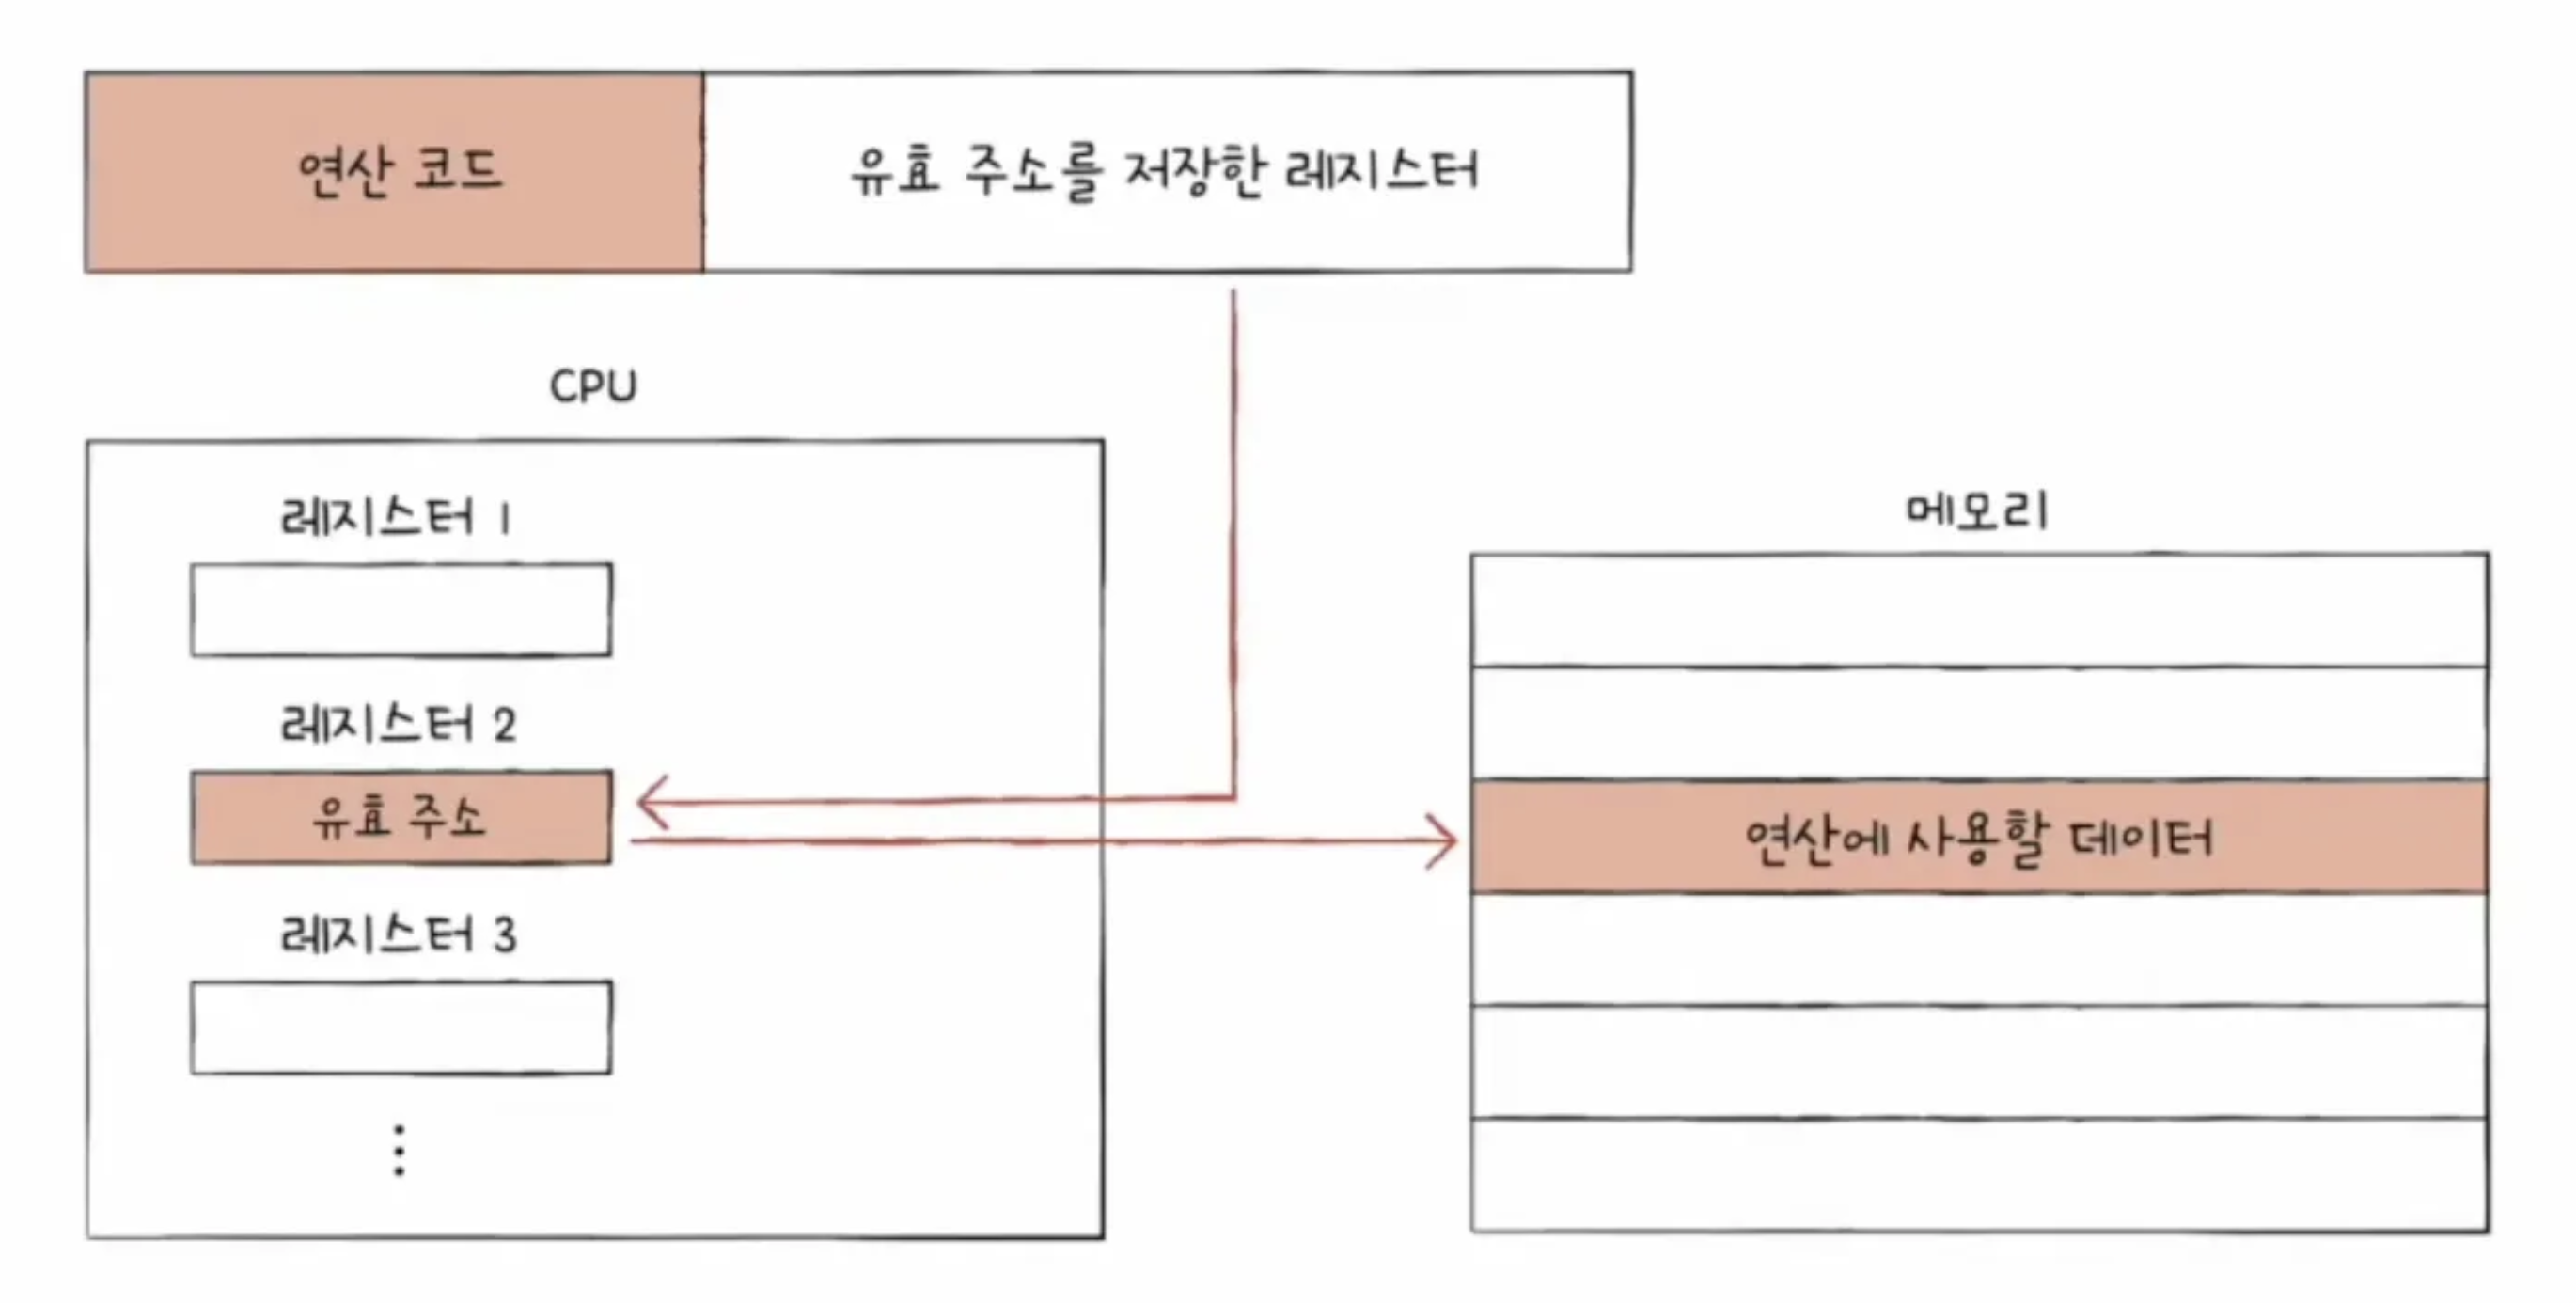 연산 코드
유효 주소를 저장한 레지스터
CPU
레지스터 1
레지스터 2
유효 주소
레지스터 3
메모리
연산에 사용할 데이터